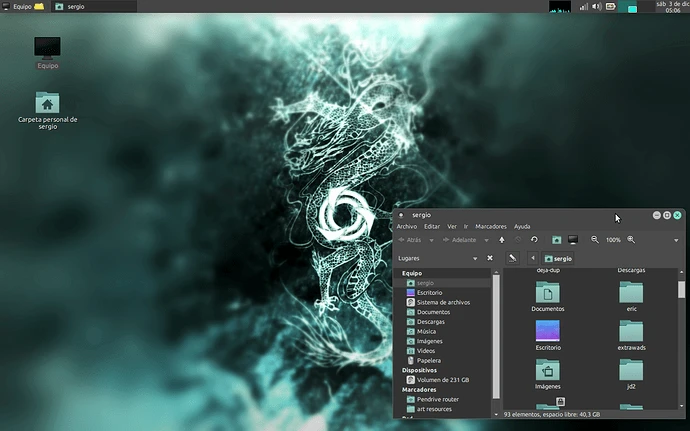 Equipo
sergio
sáb 3 de dic
05:06
Equipo
Carpeta personal de
sergio
sergio
Archivo Editar Ver Ir Marcadores Ayuda
Atrás Adelante 100%
Lugares sergio
Equipo
sergio
Escritorio
Sistema de archivos
Documentos
Descargas
Música
Imágenes
Vídeos
Papelera
Dispositivos
Volumen de 231 GB
Marcadores
Pendrive router
art resources
deja-dup Descargas
Documentos eric
Escritorio extrawads
Imágenes jd2
93 elementos, espacio libre: 40,3 GB